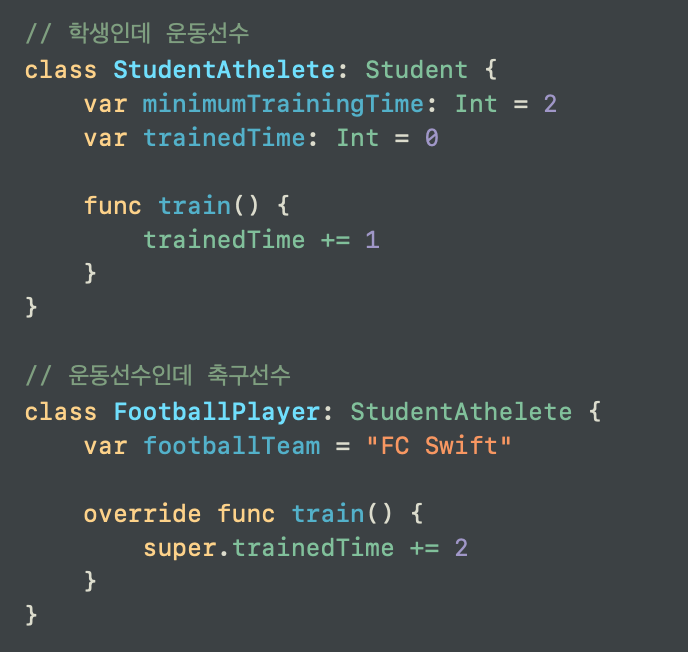 // 학생인데 운동선수
class StudentAthelete: Student {
    var minimumTrainingTime: Int = 2
    var trainedTime: Int = 0

    func train() {
        trainedTime += 1
    }
}

// 운동선수인데 축구선수
class FootballPlayer: StudentAthelete {
    var footballTeam = "FC Swift"

    override func train() {
        super.trainedTime += 2
    }
}